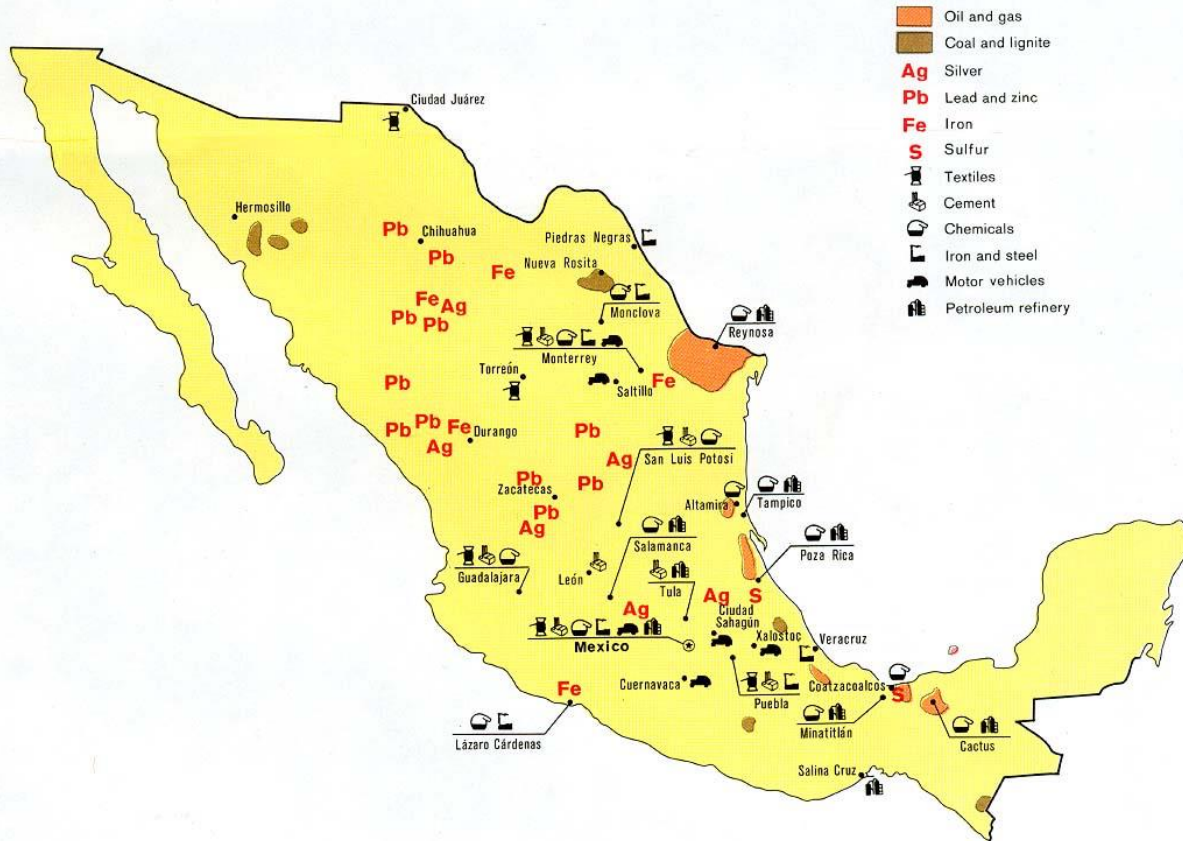 Oil and gas
Coal and lignite
Ag Silver
Pb Lead and zinc
Fe Iron
S Sulfur
Textiles
Cement
Chemicals
Iron and steel
Motor vehicles
Petroleum refinery
Ciudad Juárez
Hermosillo
Pb
Chihuahua
Pb
Fe
Piedras Negras
Nueva Rosita
Fe
Ag
Pb
Pb
Monclova
Reynosa
Monterrey
Torreón
Pb
Saltillo
Fe
Pb
Pb
Fe
Ag
Durango
Pb
Ag
San Luis Potosí
Pb
Zacatecas
Pb
Pb
Ag
Altamira
Tampico
Salamanca
Poza Rica
Guadalajara
León
Tula
Ag
Ag
S
Ciudad
Sahagún
Mexico
Xalostoc
Veracruz
Cuernavaca
Puebla
Fe
Coatzacoalcos
S
Minatitlán
Cactus
Lázaro Cárdenas
Salina Cruz